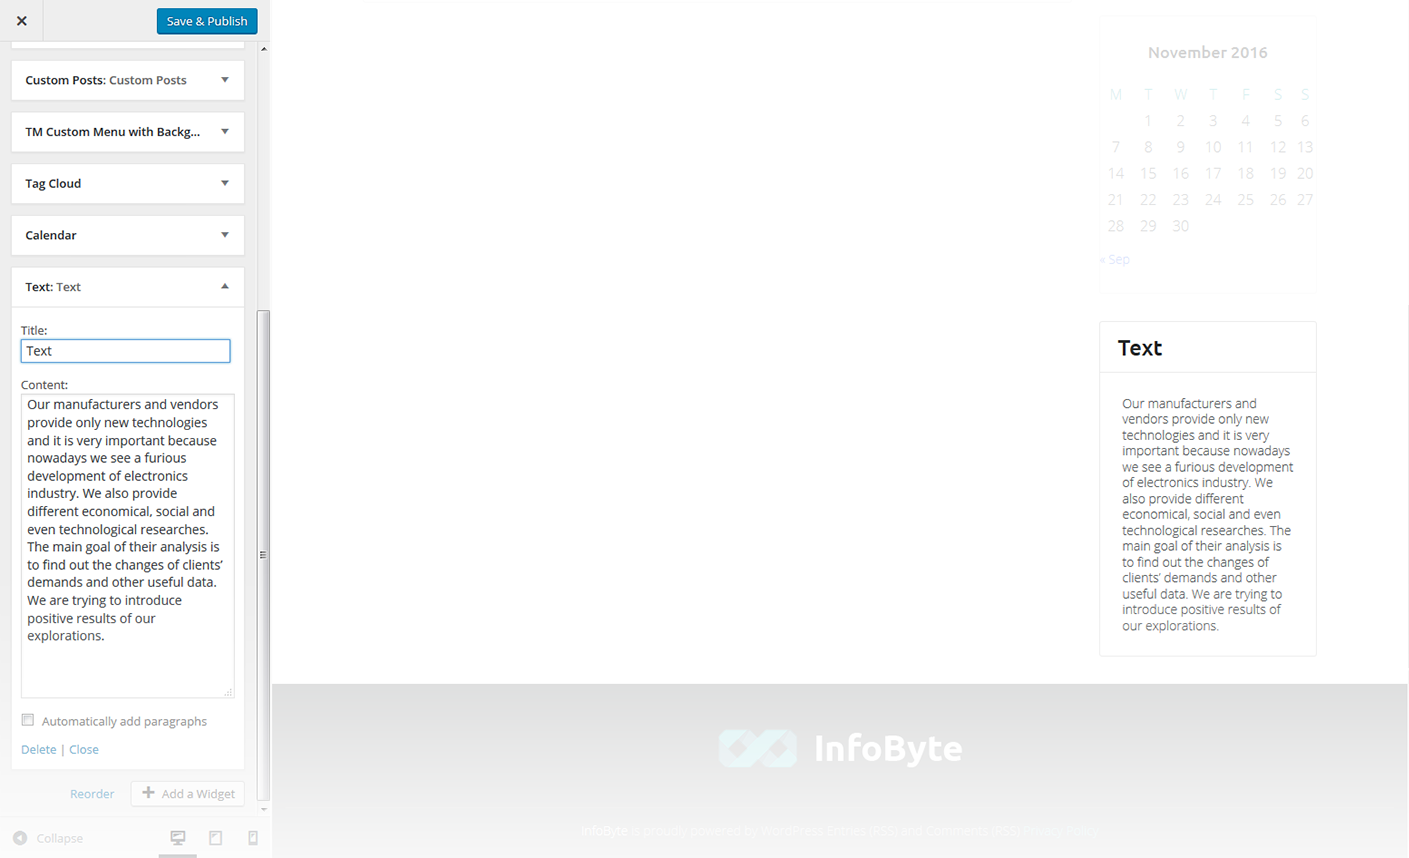 Save & Publish
Custom Posts: Custom Posts
TM Custom Menu with Backg...
Tag Cloud
Calendar
Text: Text
Title:
Text
Content:
Our manufacturers and vendors
provide only new technologies
and it is very important because
nowadays we see a furious
development of electronics
industry. We also provide
different economical, social and
even technological researches.
The main goal of their analysis is
to find out the changes of clients’
demands and other useful data.
We are trying to introduce
positive results of our
explorations.
Automatically add paragraphs
Delete | Close
Reorder
Add a Widget
Collapse
November 2016
M T W T F S S
1 2 3 4 5 6
7 8 9 10 11 12 13
14 15 16 17 18 19 20
21 22 23 24 25 26 27
28 29 30
« Sep
Text
Our manufacturers and
vendors provide only new
technologies and it is very
important because nowadays
we see a furious development
of electronics industry. We
also provide different
economical, social and even
technological researches. The
main goal of their analysis is
to find out the changes of
clients’ demands and other
useful data. We are trying to
introduce positive results of
our explorations.
InfoByte
InfoByte is proudly powered by WordPress Entries (RSS) and Comments (RSS) Privacy Policy